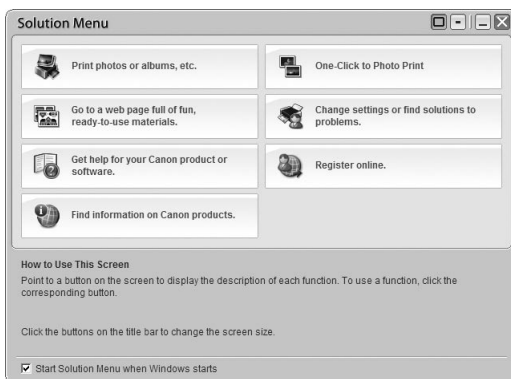 Solution Menu
Print photos or albums, etc.
One-Click to Photo Print
Go to a web page full of fun,
ready-to-use materials.
Change settings or find solutions to
problems.
Get help for your Canon product or
software.
Register online.
Find information on Canon products.
How to Use This Screen
Point to a button on the screen to display the description of each function. To use a function, click the
corresponding button.
Click the buttons on the title bar to change the screen size.
Start Solution Menu when Windows starts